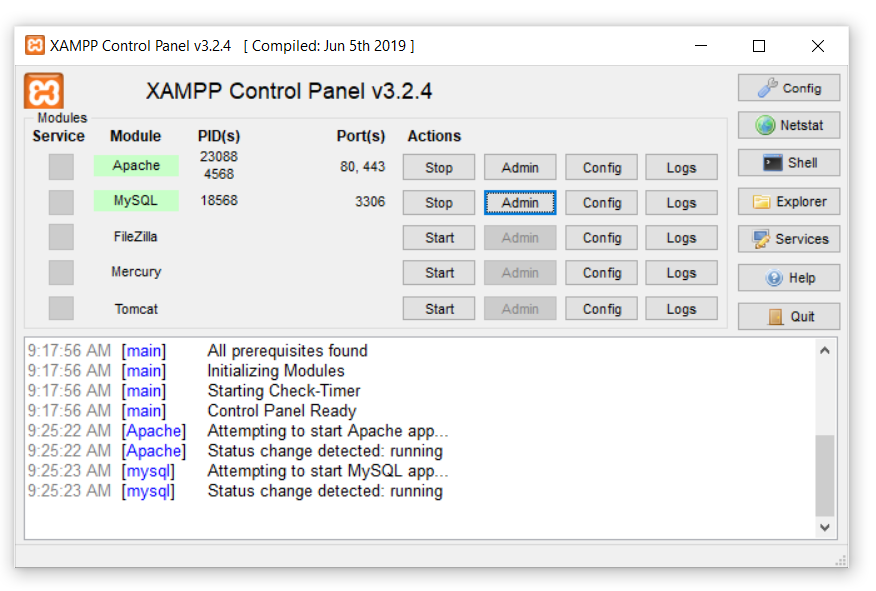 XAMPP Control Panel v3.2.4 [ Compiled: Jun 5th 2019 ]
XAMPP Control Panel v3.2.4
Config
Modules
Service Module PID(s) Port(s) Actions
Netstat
Apache 23088 4568 80, 443 Stop Admin Config Logs
Shell
MySQL 18568 3306 Stop Admin Config Logs
Explorer
FileZilla Start Admin Config Logs
Services
Mercury Start Admin Config Logs
Help
Tomcat Start Admin Config Logs
Quit
9:17:56 AM [main] All prerequisites found
9:17:56 AM [main] Initializing Modules
9:17:56 AM [main] Starting Check-Timer
9:17:56 AM [main] Control Panel Ready
9:25:22 AM [Apache] Attempting to start Apache app...
9:25:22 AM [Apache] Status change detected: running
9:25:23 AM [mysql] Attempting to start MySQL app...
9:25:23 AM [mysql] Status change detected: running